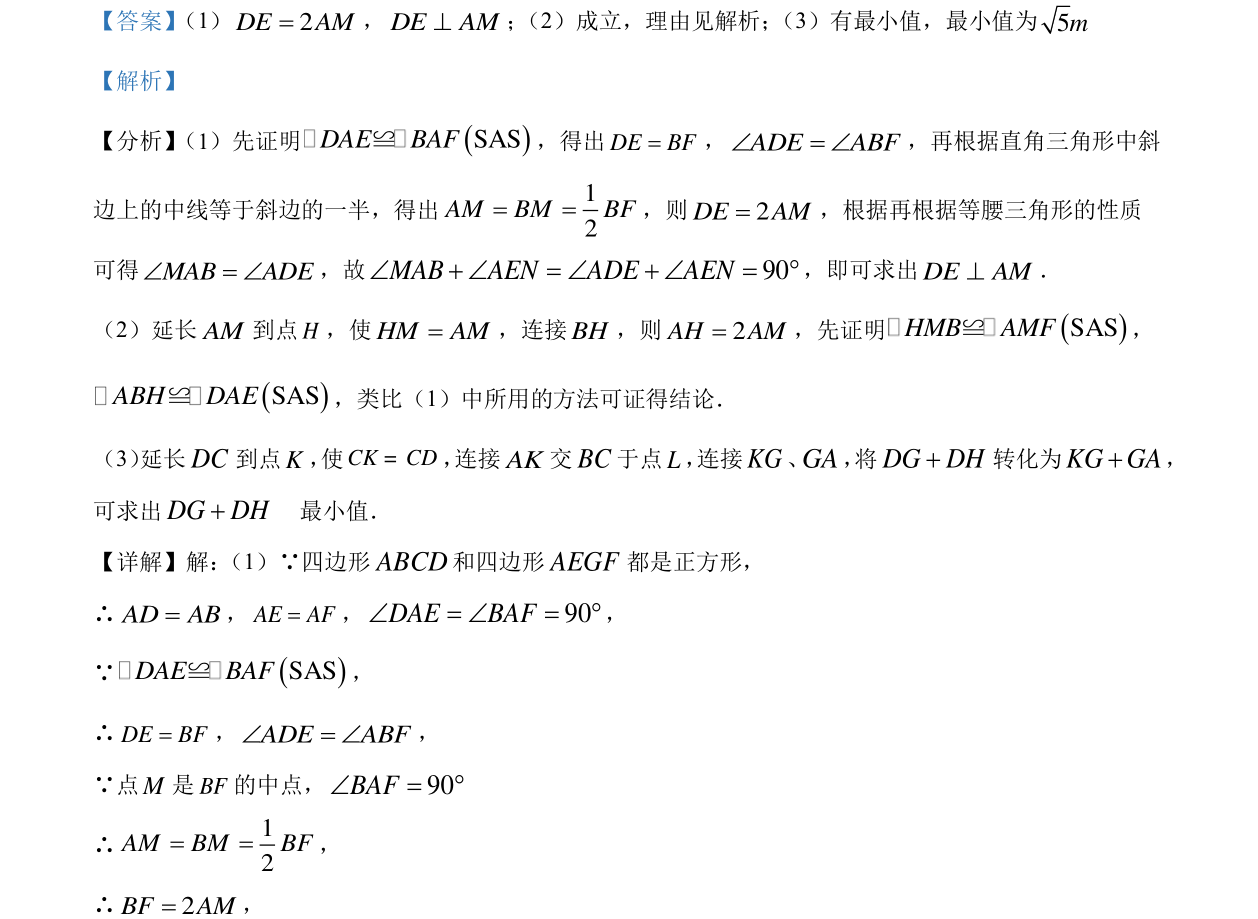 【答案】（1）DE = 2AM，DE ⊥ AM；（2）成立，理由见解析；（3）有最小值，最小值为√5m
【解析】
【分析】（1）先证明□DAE≌□BAF(SAS)，得出DE = BF，∠ADE = ∠ABF，再根据直角三角形中斜
边上的中线等于斜边的一半，得出AM = BM = 1/2 BF，则DE = 2AM，根据再根据等腰三角形的性质
可得∠MAB = ∠ADE，故∠MAB + ∠AEN = ∠ADE + ∠AEN = 90°，即可求出DE ⊥ AM．
（2）延长AM到点H，使HM = AM，连接BH，则AH = 2AM，先证明□HMB≌□AMF(SAS)，
□ABH≌□DAE(SAS)，类比（1）中所用的方法可证得结论．
（3）延长DC到点K，使CK = CD，连接AK交BC于点L，连接KG、GA，将DG + DH转化为KG + GA，
可求出DG + DH 最小值．
【详解】解：（1）∵四边形ABCD和四边形AEGF都是正方形，
∴AD = AB，AE = AF，∠DAE = ∠BAF = 90°，
∵□DAE≌□BAF(SAS)，
∴DE = BF，∠ADE = ∠ABF，
∵点M是BF的中点，∠BAF = 90°
∴AM = BM = 1/2 BF，
∴BF = 2AM，